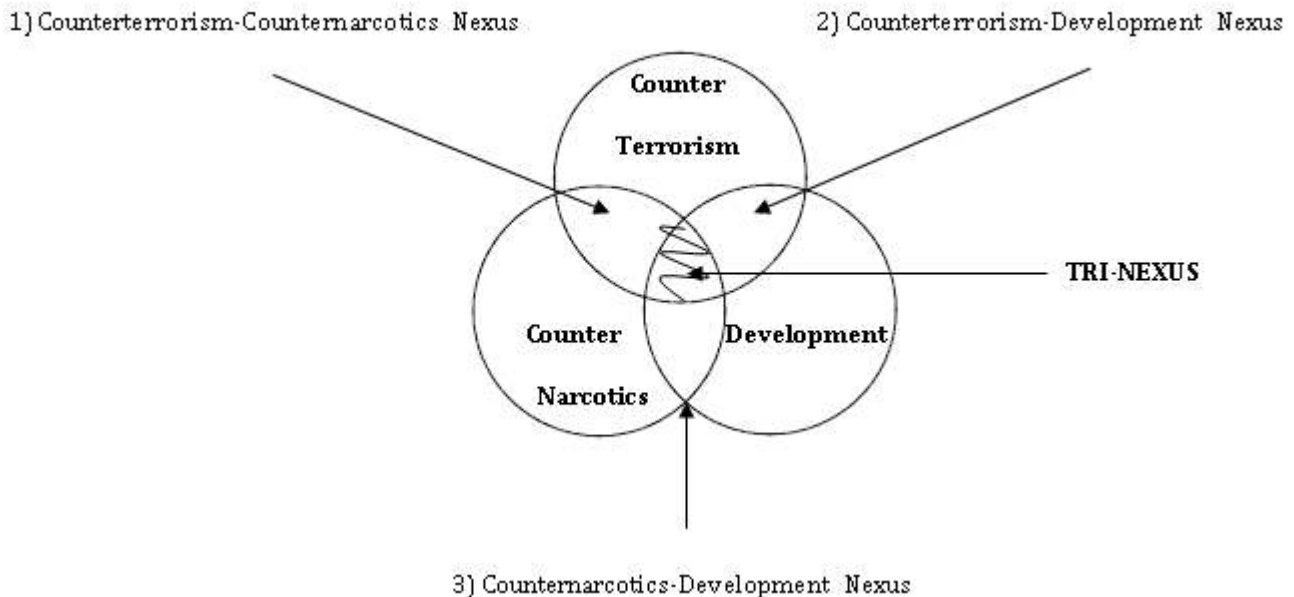 1) Counterterrorism-Counternarcotics Nexus
2) Counterterrorism-Development Nexus
Counter
Terrorism
TRI-NEXUS
Counter
Narcotics
Development
3) Counternarcotics-Development Nexus